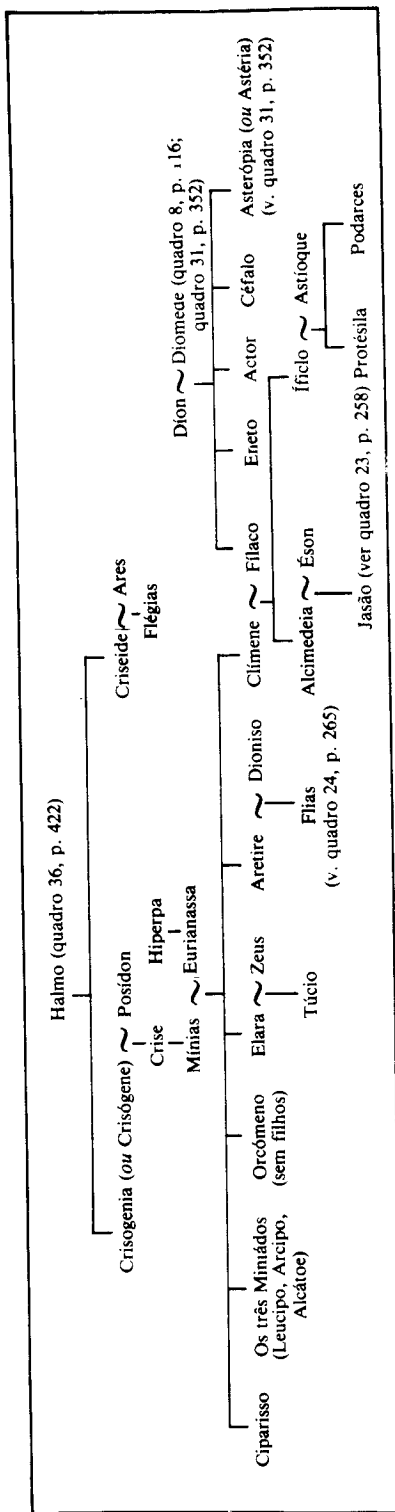 Halmo (quadro 36, p. 422)
Crisogenia (ou Crisógene) ~ Posídon
Criseide ~ Ares
Crise
Hiperpa
Flégias
Díon ~ Diomede (quadro 8, p. 116;
quadro 31, p. 352)
Mínias ~ Eurianassa
Ciparisso
Os três Miniádos
(Leucipo, Arcipo,
Alcátoe)
Orcómeno
(sem filhos)
Elara ~ Zeus
Aretire ~ Dioniso
Clímene ~ Fílaco
Eneto
Actor
Céfalo
Asterópia (ou Astéria)
(v. quadro 31, p. 352)
Túcio
Flias
(v. quadro 24, p. 265)
Alcimedeia ~ Éson
Íficlo ~ Astíoque
Jasão (ver quadro 23, p. 258)
Protésila
Podarces